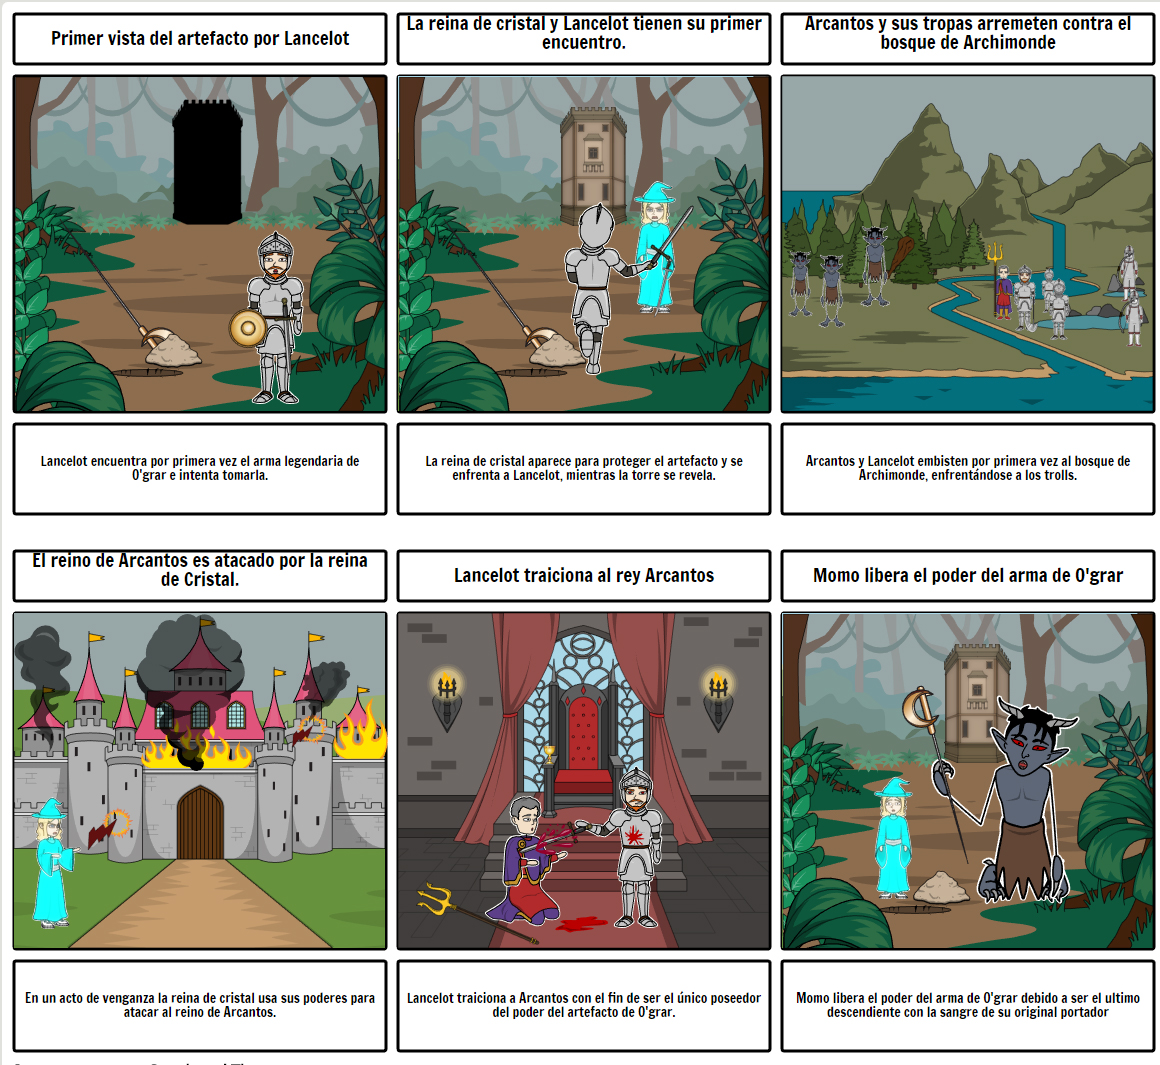 Primer vista del artefacto por Lancelot
La reina de cristal y Lancelot tienen su primer
encuentro.
Arcantos y sus tropas arremeten contra el
bosque de Archimonde
Lancelot encuentra por primera vez el arma legendaria de
O'grar e intenta tomarla.
La reina de cristal aparece para proteger el artefacto y se
enfrenta a Lancelot, mientras la torre se revela.
Arcantos y Lancelot embisten por primera vez al bosque de
Archimonde, enfrentándose a los trolls.
El reino de Arcantos es atacado por la reina
de Cristal.
Lancelot traiciona al rey Arcantos
Momo libera el poder del arma de O'grar
En un acto de venganza la reina de cristal usa sus poderes para
atacar al reino de Arcantos.
Lancelot traiciona a Arcantos con el fin de ser el único poseedor
del poder del artefacto de O'grar.
Momo libera el poder del arma de O'grar debido a ser el ultimo
descendiente con la sangre de su original portador